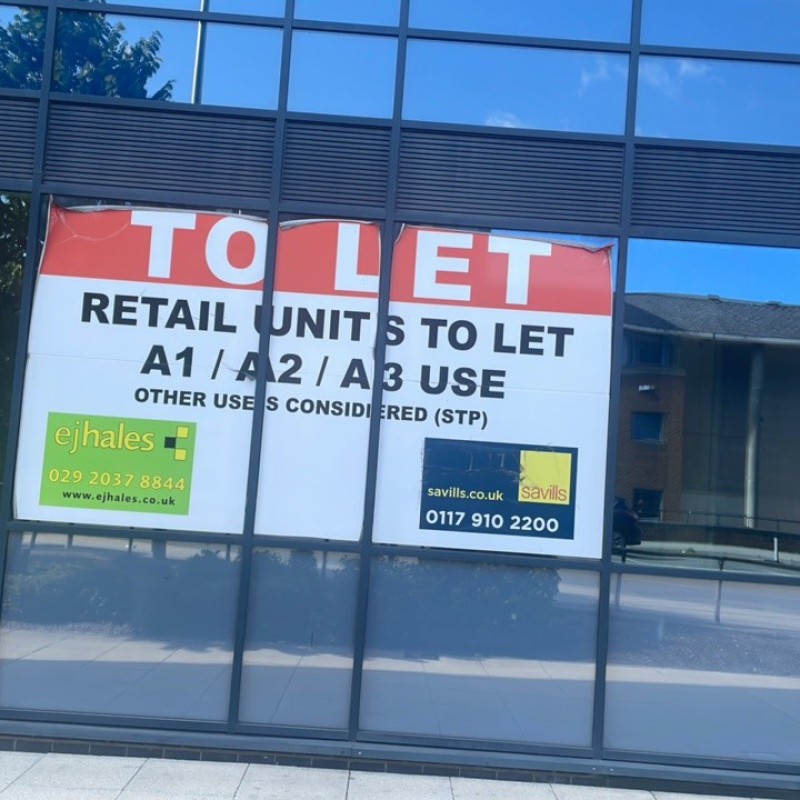 TO LET
RETAIL UNITS TO LET
A1 / A2 / A3 USE
OTHER USES CONSIDERED (STP)
ejhales
029 2037 8844
www.ejhales.co.uk
savills.co.uk
savills
0117 910 2200